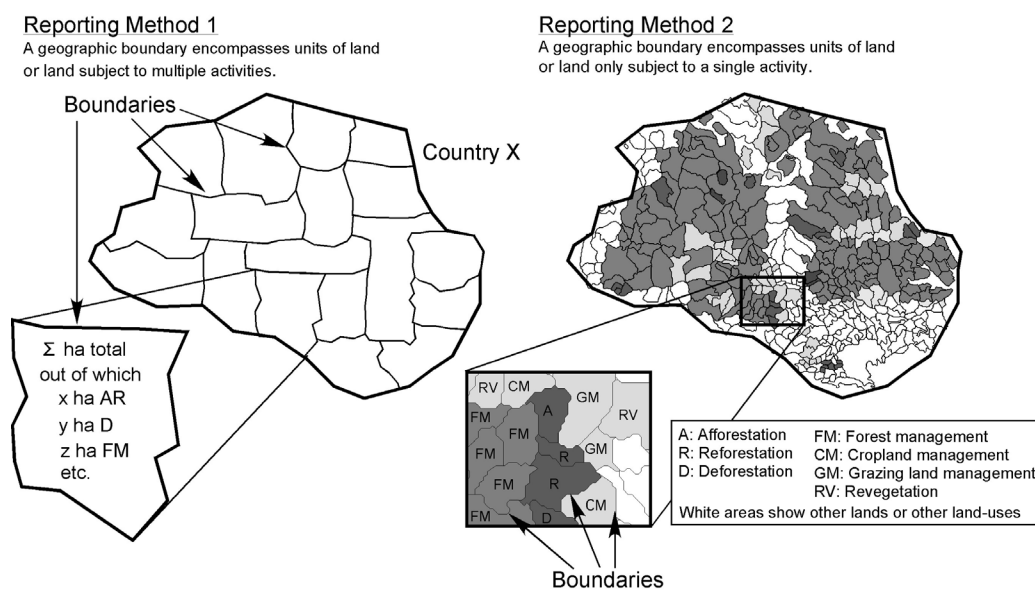 Reporting Method 1
A geographic boundary encompasses units of land
or land subject to multiple activities.
Boundaries
Country X
Σ ha total
out of which
x ha AR
y ha D
z ha FM
etc.
Reporting Method 2
A geographic boundary encompasses units of land
or land only subject to a single activity.
RV CM GM
FM A RV
FM
FM R GM
FM R
CM
FM D
Boundaries
A: Afforestation FM: Forest management
R: Reforestation CM: Cropland management
D: Deforestation GM: Grazing land management
RV: Revegetation
White areas show other lands or other land-uses